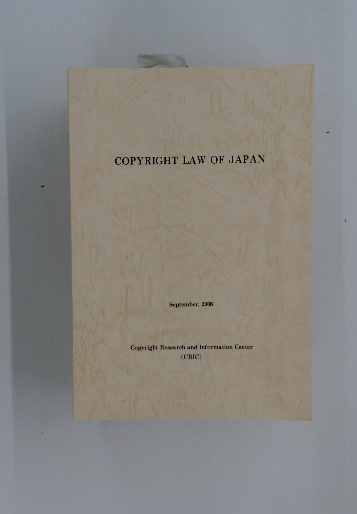 COPYRIGHT LAW OF JAPAN
September, 2008
Copyright Research and Information Center
(CRIC)